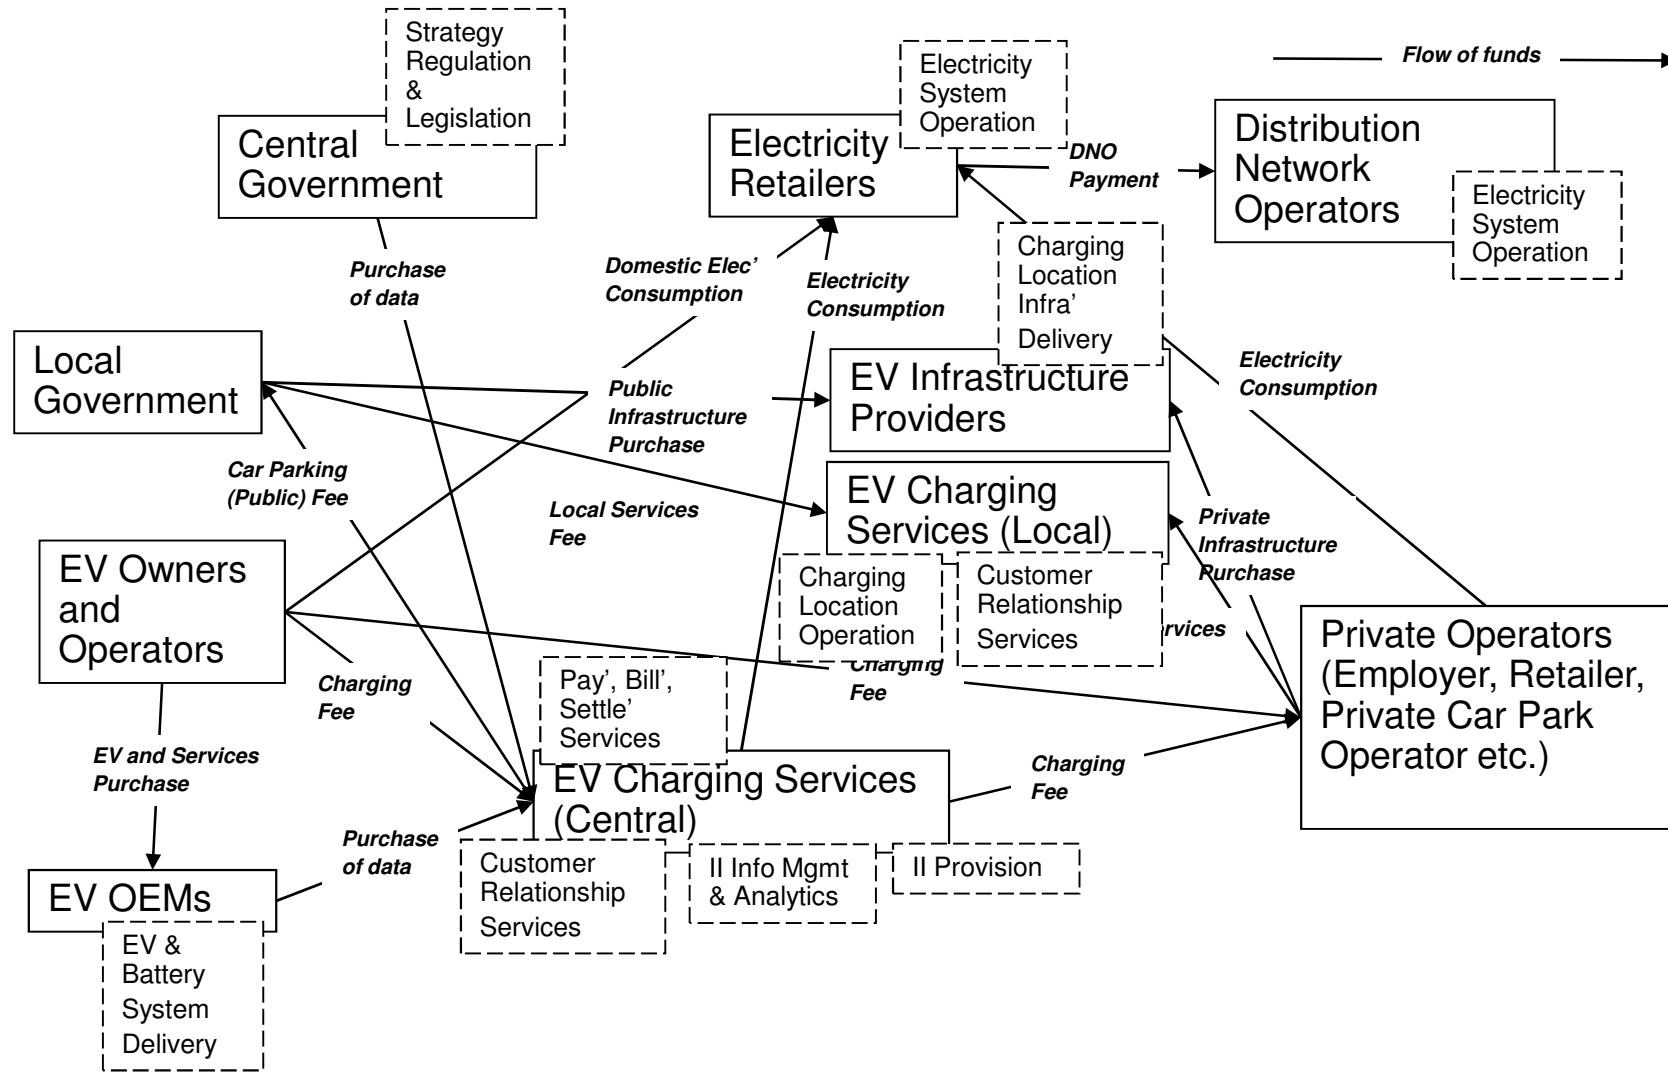 Strategy
Regulation
&
Legislation
Central
Government
Electricity
System
Operation
Electricity
Retailers
Flow of funds
DNO
Payment
Distribution
Network
Operators
Electricity
System
Operation
Purchase
of data
Domestic Elec’
Consumption
Electricity
Consumption
Charging
Location
Infra’
Delivery
Local
Government
Public
Infrastructure
Purchase
EV Infrastructure
Providers
Electricity
Consumption
Car Parking
(Public) Fee
Local Services
Fee
EV Charging
Services (Local)
Private
Infrastructure
Purchase
EV Owners
and
Operators
Charging
Location
Operation
Customer
Relationship
Services
Charging
Fee
Private Operators
(Employer, Retailer,
Private Car Park
Operator etc.)
Charging
Fee
Pay’, Bill’,
Settle’
Services
EV and Services
Purchase
EV Charging Services
(Central)
Charging
Fee
Purchase
of data
Customer
Relationship
Services
II Info Mgmt
& Analytics
II Provision
EV OEMs
EV &
Battery
System
Delivery